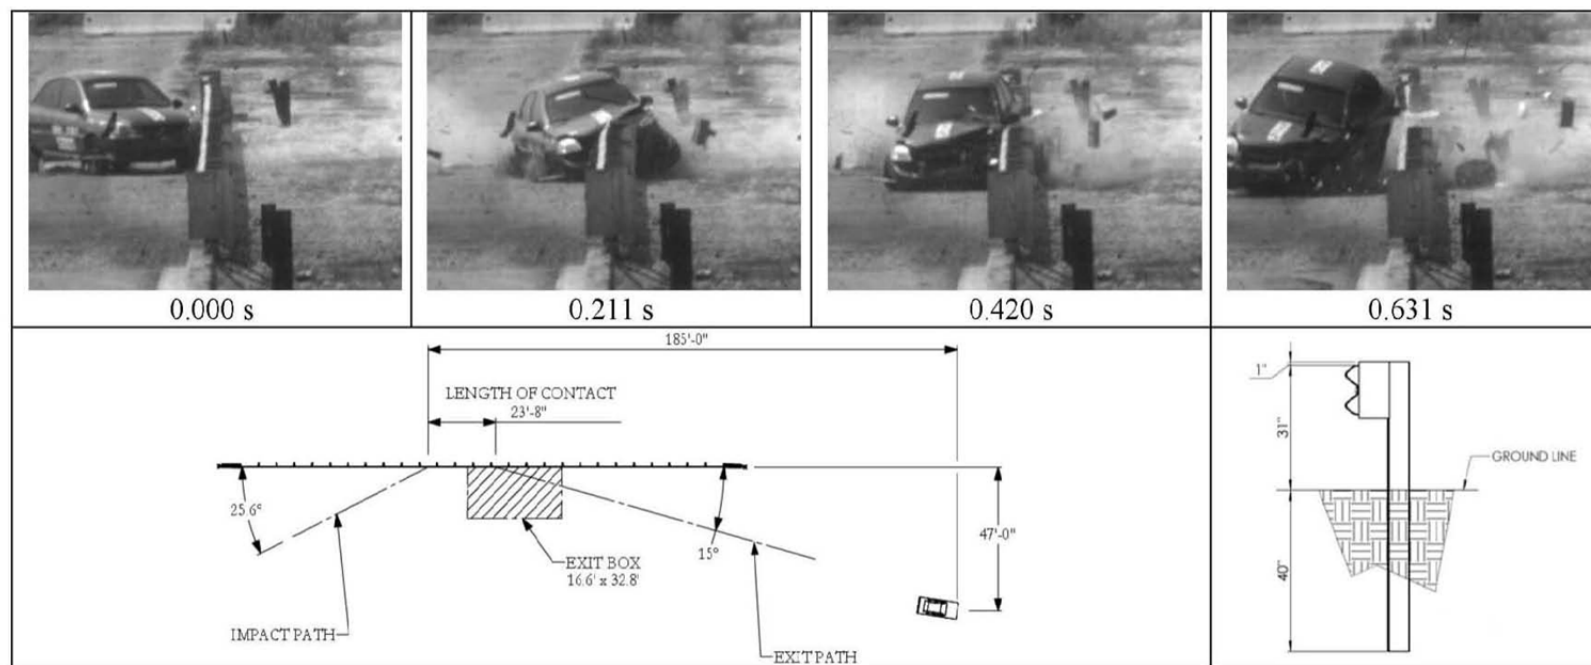 0.000 s
0.211 s
0.420 s
0.631 s
185'-0"
LENGTH OF CONTACT
23'-8"
25.6°
15°
47'-0"
EXIT BOX
16.6' x 32.8'
IMPACT PATH
EXIT PATH
1"
31"
GROUND LINE
40"